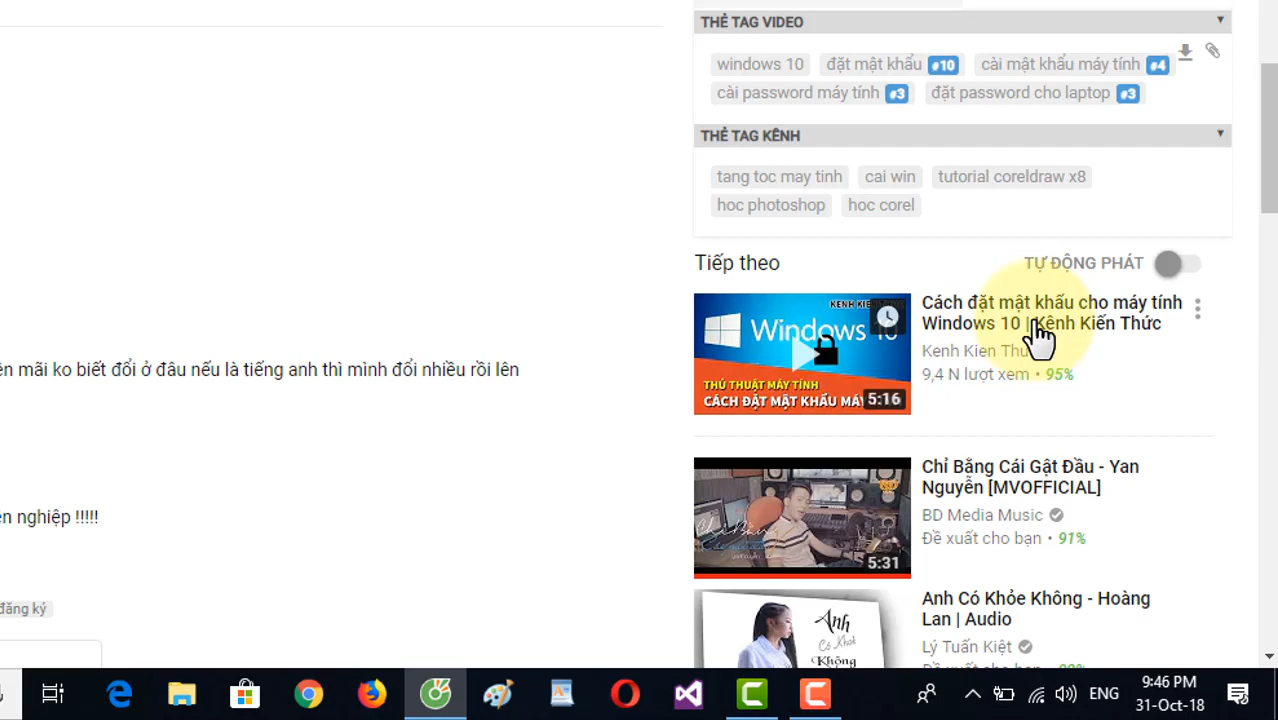 THẺ TAG VIDEO
windows 10 đặt mật khẩu #10 cài mật khẩu máy tính #4
cài password máy tính #3 đặt password cho laptop #3
THẺ TAG KÊNH
tang toc may tinh cai win tutorial coreldraw x8
hoc photoshop hoc corel
Tiếp theo
TỰ ĐỘNG PHÁT
Windows 10
THỦ THUẬT MÁY TÍNH
CÁCH ĐẶT MẬT KHẨU MÁY
5:16
Cách đặt mật khẩu cho máy tính
Windows 10 | Kênh Kiến Thức
Kenh Kien Thu
9,4 N lượt xem • 95%
ên mãi ko biết đổi ở đâu nếu là tiếng anh thì mình đổi nhiều rồi lên
5:31
Chỉ Bằng Cái Gật Đầu - Yan
Nguyễn [MVOFFICIAL]
BD Media Music
Đề xuất cho bạn • 91%
ên nghiệp !!!!!
đăng ký
Anh
Có Khỏe
Không
Anh Có Khỏe Không - Hoàng
Lan | Audio
Lý Tuấn Kiệt
ENG
9:46 PM
31-Oct-18